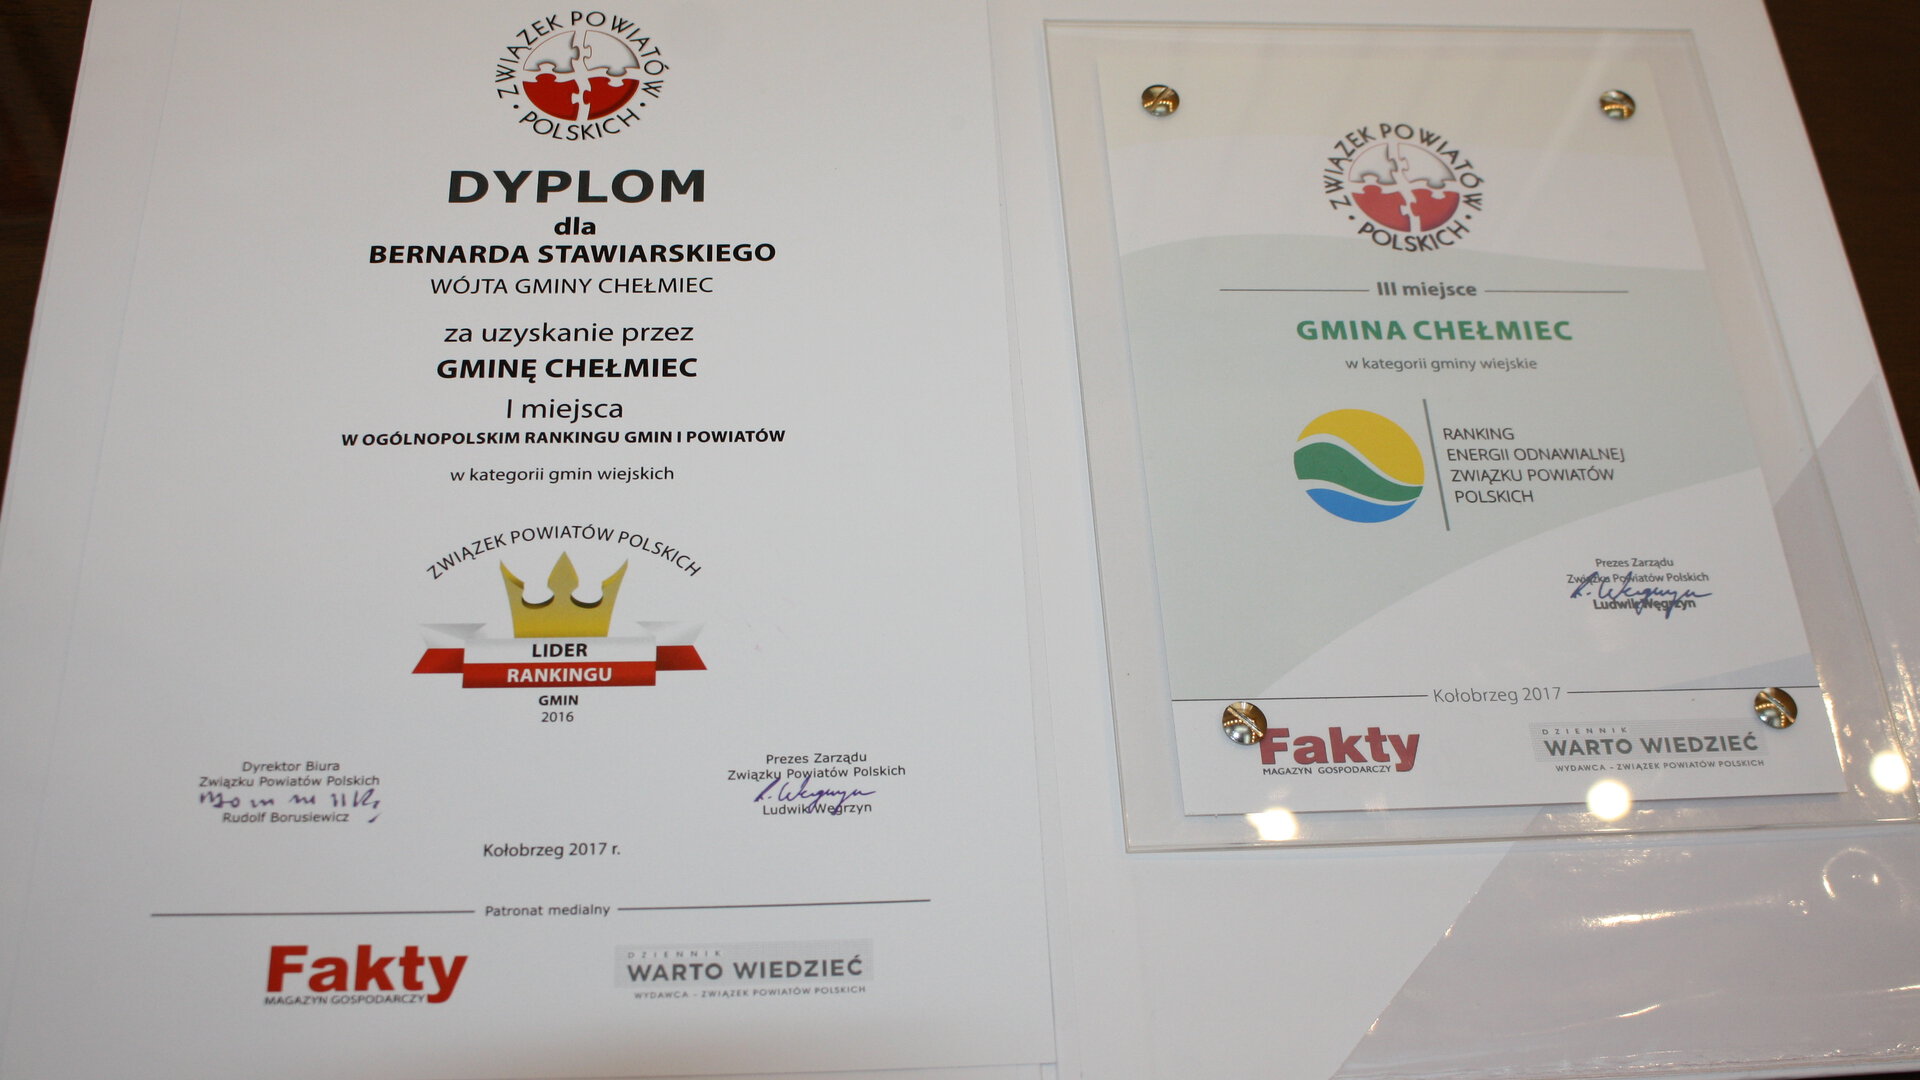 ZWIĄZEK POWIATÓW POLSKICH
DYPLOM
dla
BERNARDA STAWIARSKIEGO
WÓJTA GMINY CHEŁMIEC
za uzyskanie przez
GMINĘ CHEŁMIEC
I miejsca
W OGÓLNOPOLSKIM RANKINGU GMIN I POWIATÓW
w kategorii gmin wiejskich
ZWIĄZEK POWIATÓW POLSKICH
LIDER
RANKINGU
GMIN
2016
Dyrektor Biura
Związku Powiatów Polskich
Rudolf Borusiewicz
Prezes Zarządu
Związku Powiatów Polskich
L. Węgrzyn
Ludwik Węgrzyn
Kołobrzeg 2017 r.
Patronat medialny
Fakty
MAGAZYN GOSPODARCZY
DZIENNIK
WARTO WIEDZIEĆ
WYDAWCA - ZWIĄZEK POWIATÓW POLSKICH
ZWIĄZEK POWIATÓW POLSKICH
III miejsce
GMINA CHEŁMIEC
w kategorii gminy wiejskie
RANKING
ENERGII ODNAWIALNEJ
ZWIĄZKU POWIATÓW
POLSKICH
Prezes Zarządu
Związku Powiatów Polskich
L. Węgrzyn
Ludwik Węgrzyn
Kołobrzeg 2017
Fakty
MAGAZYN GOSPODARCZY
DZIENNIK
WARTO WIEDZIEĆ
WYDAWCA - ZWIĄZEK POWIATÓW POLSKICH